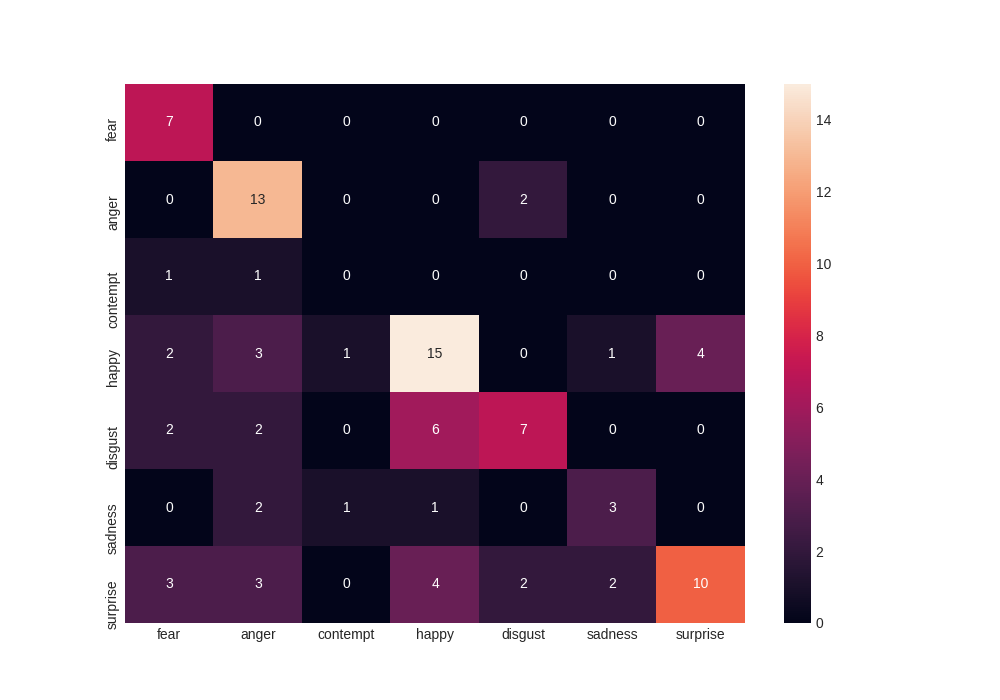 fear 7 0 0 0 0 0 0
anger 0 13 0 0 2 0 0
contempt 1 1 0 0 0 0 0
happy 2 3 1 15 0 1 4
disgust 2 2 0 6 7 0 0
sadness 0 2 1 1 0 3 0
surprise 3 3 0 4 2 2 10
fear anger contempt happy disgust sadness surprise
14
12
10
8
6
4
2
0